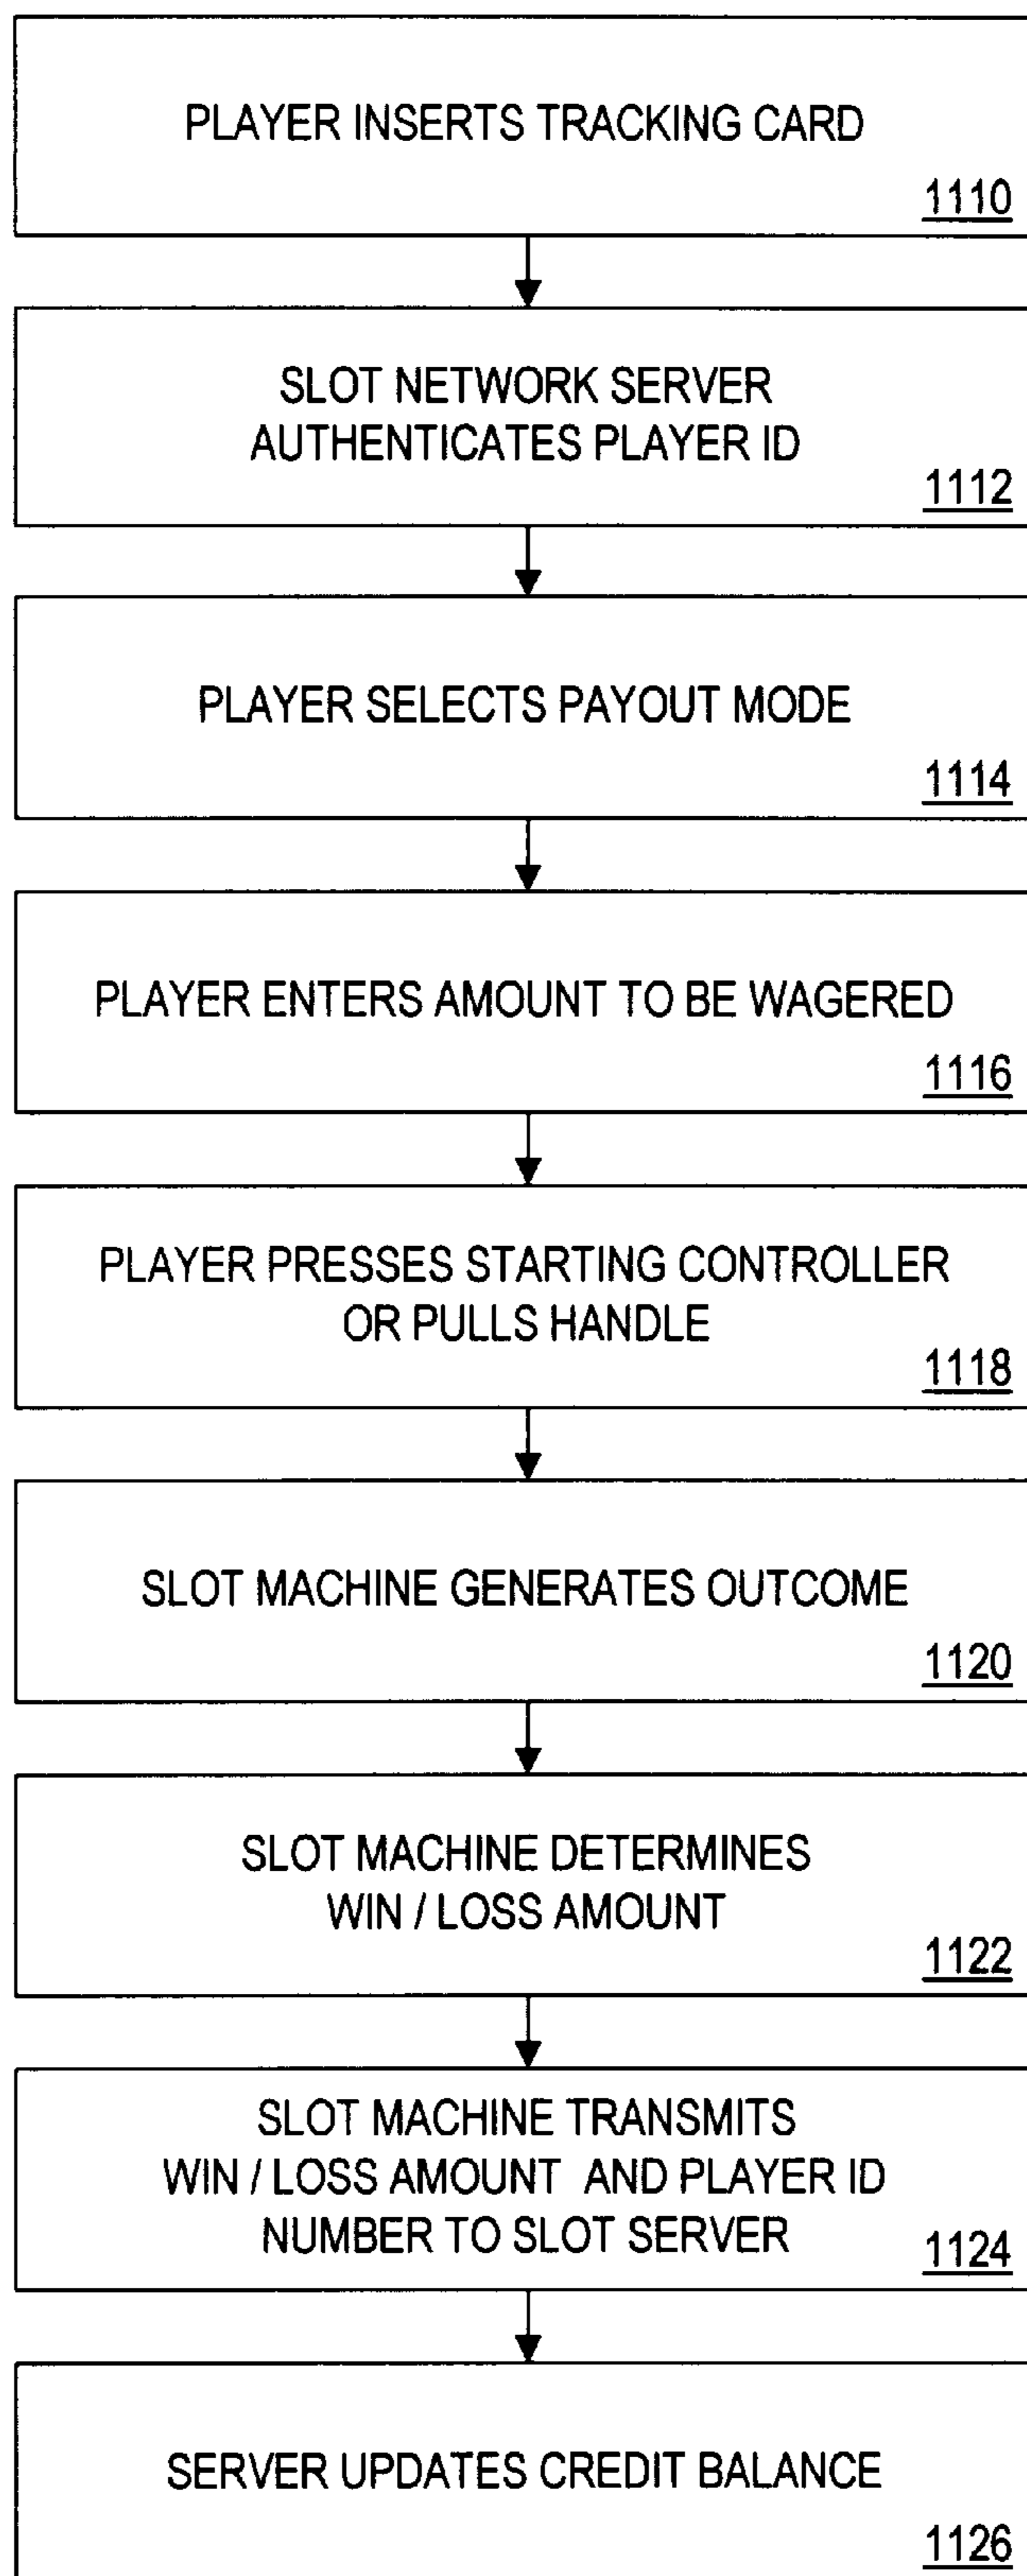 PLAYER INSERTS TRACKING CARD
1110
SLOT NETWORK SERVER
AUTHENTICATES PLAYER ID
1112
PLAYER SELECTS PAYOUT MODE
1114
PLAYER ENTERS AMOUNT TO BE WAGERED
1116
PLAYER PRESSES STARTING CONTROLLER
OR PULLS HANDLE
1118
SLOT MACHINE GENERATES OUTCOME
1120
SLOT MACHINE DETERMINES
WIN / LOSS AMOUNT
1122
SLOT MACHINE TRANSMITS
WIN / LOSS AMOUNT AND PLAYER ID
NUMBER TO SLOT SERVER
1124
SERVER UPDATES CREDIT BALANCE
1126